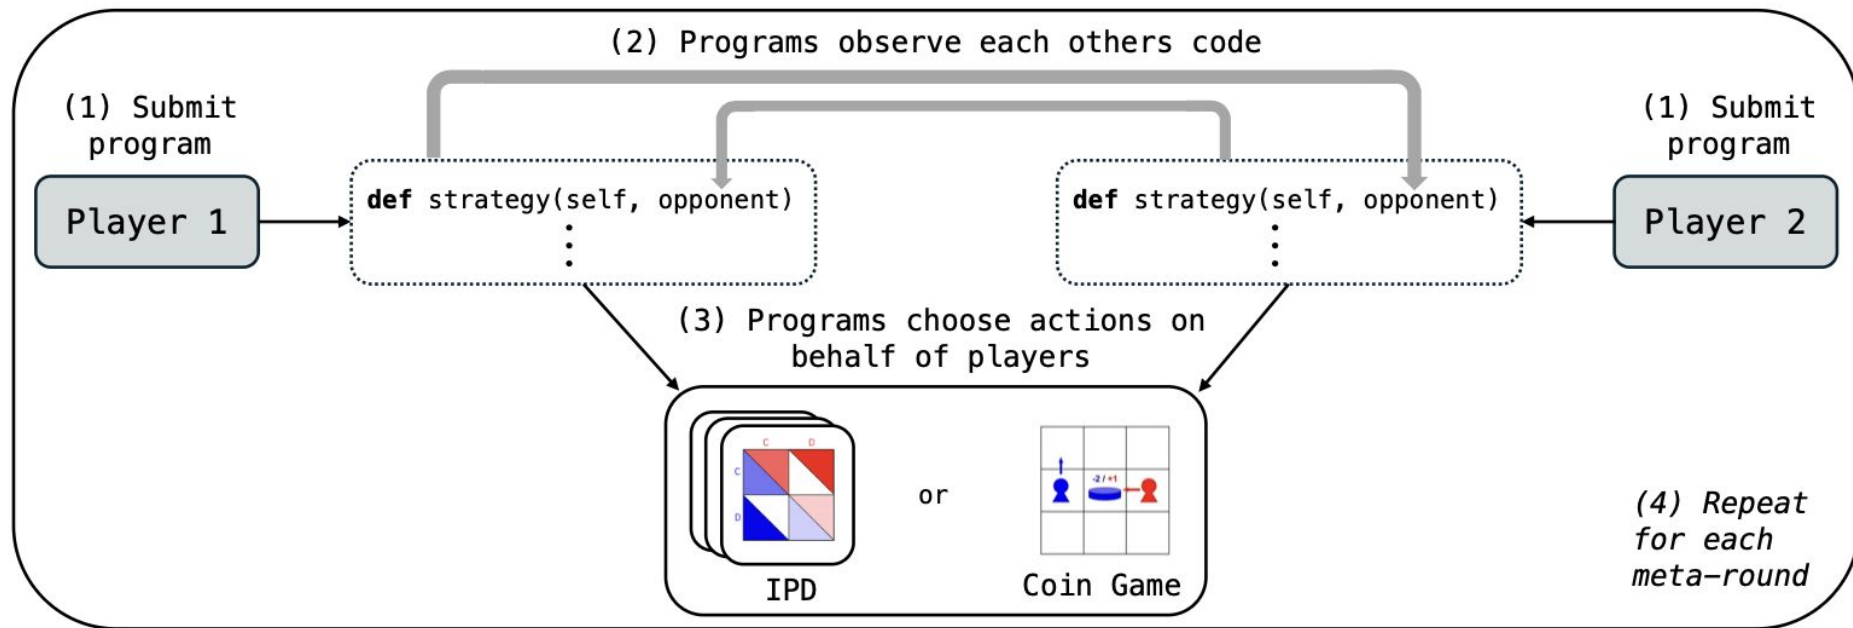 (2) Programs observe each others code
(1) Submit
program
(1) Submit
program
Player 1
def strategy(self, opponent)
def strategy(self, opponent)
Player 2
(3) Programs choose actions on
behalf of players
C D
C
D
-2 / +1
or
IPD
Coin Game
(4) Repeat
for each
meta-round